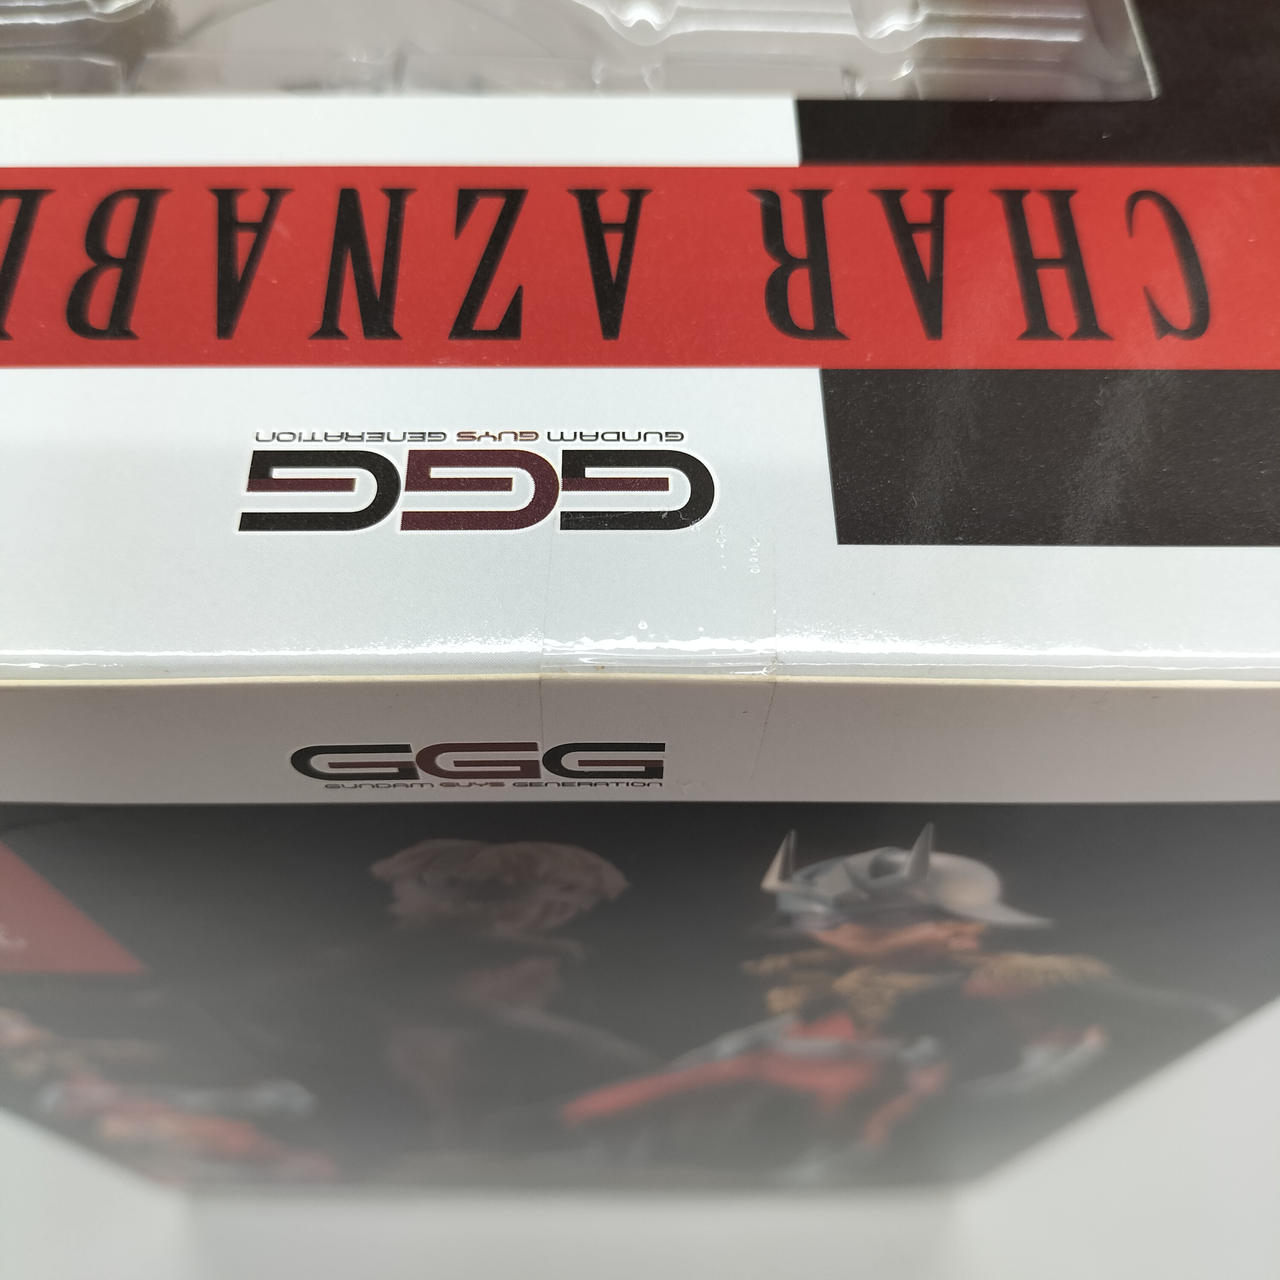 CHAR AZNABL
GUNDAM GUYS GENERATION
GGG
GGG
GUNDAM GUYS GENERATION